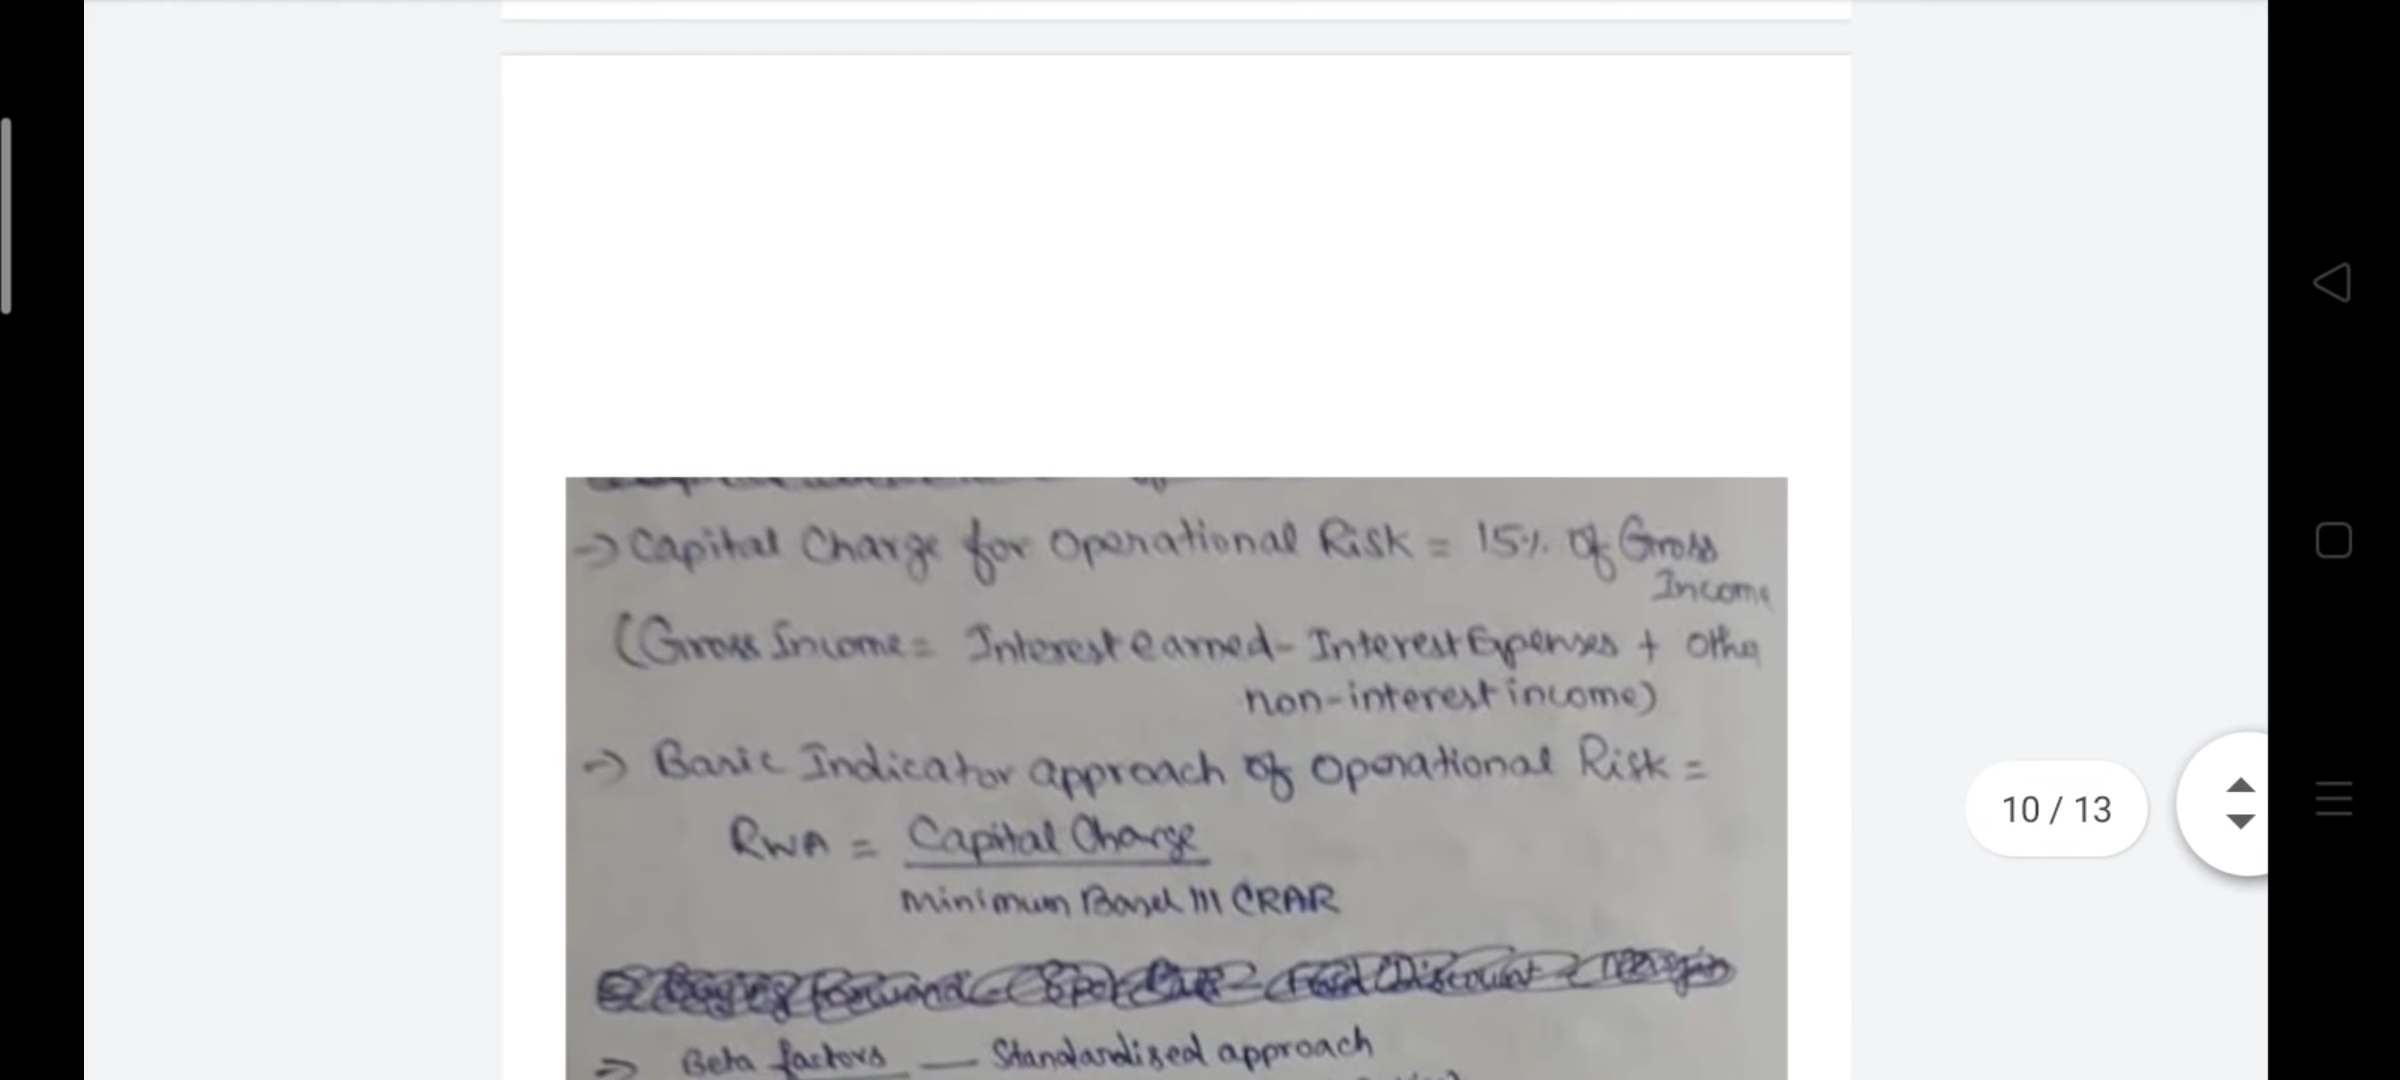 -> Capital Charge for Operational Risk = 15% of Gross
Income
(Gross Income = Interest earned - Interest Expenses + Other
non-interest income)
-> Basic Indicator approach of Operational Risk =
RWA = Capital Charge
Minimum Basel III CRAR
10 / 13
-> Beta factors — Standardised approach